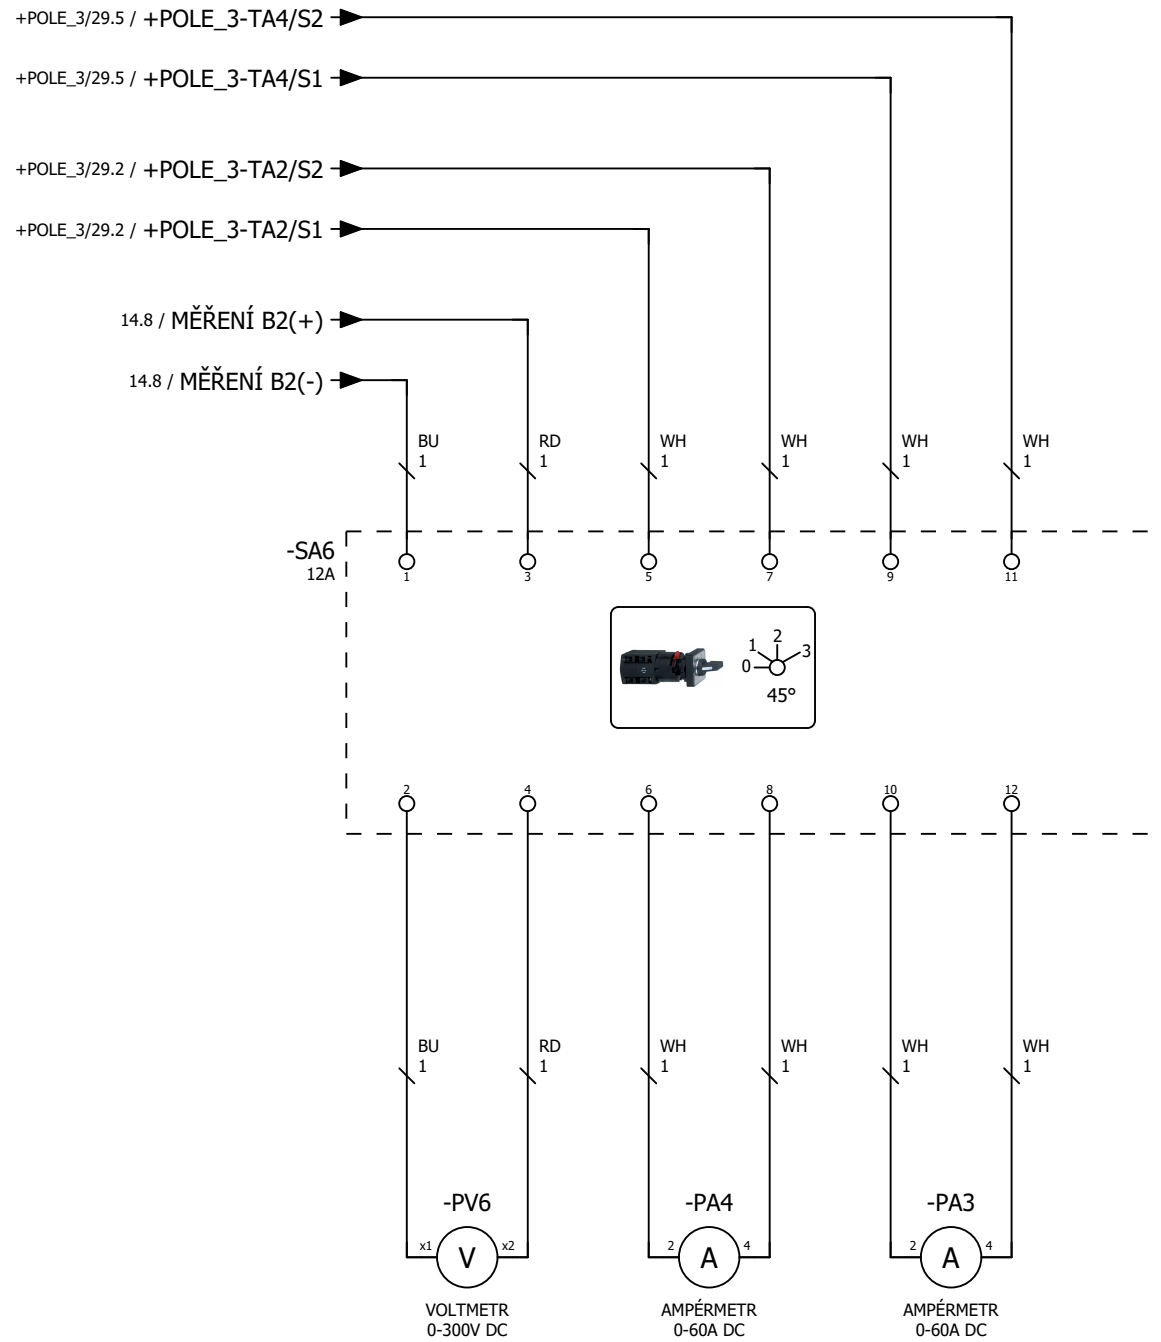 +POLE_3/29.5 / +POLE_3-TA4/S2
+POLE_3/29.5 / +POLE_3-TA4/S1
+POLE_3/29.2 / +POLE_3-TA2/S2
+POLE_3/29.2 / +POLE_3-TA2/S1
14.8 / MĚŘENÍ B2(+)
14.8 / MĚŘENÍ B2(-)
BU RD WH WH WH WH
1 1 1 1 1 1
-SA6
12A
1 3 5 7 9 11
2
1 3
0
45°
2 4 6 8 10 12
BU RD WH WH WH WH
1 1 1 1 1 1
-PV6 -PA4 -PA3
x1 x2 2 4 2 4
V A A
VOLTMETR AMPÉRMETR AMPÉRMETR
0-300V DC 0-60A DC 0-60A DC